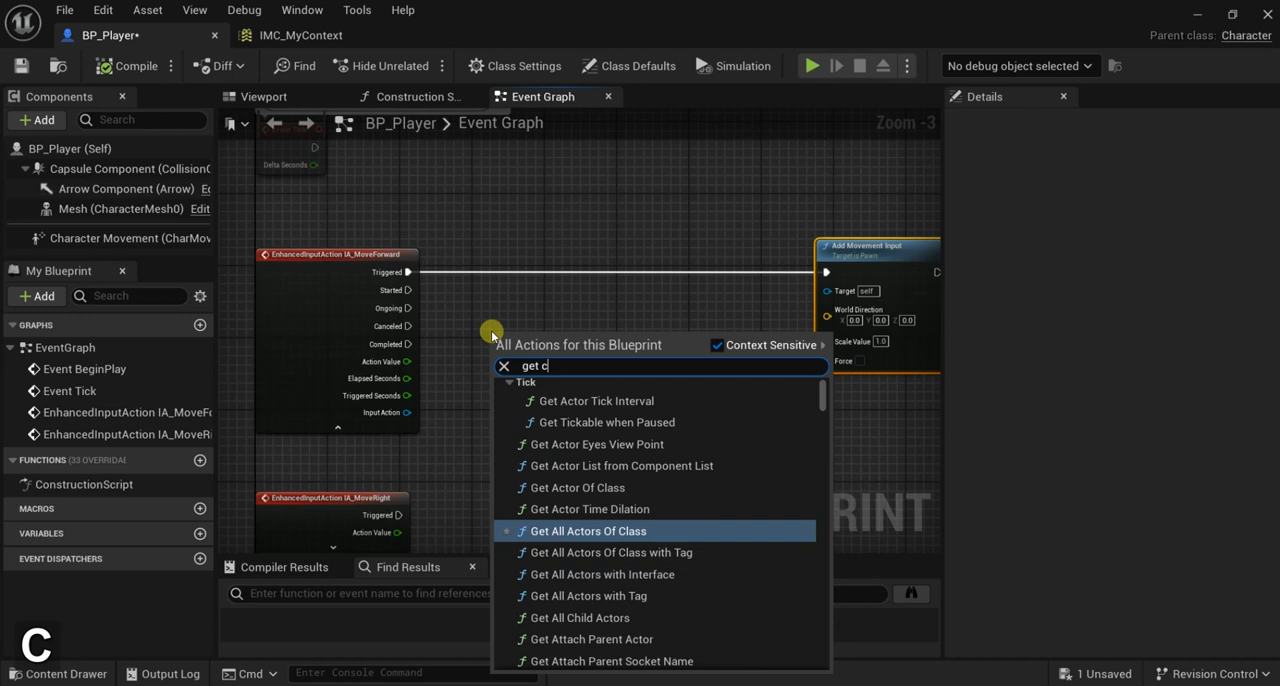 File Edit Asset View Debug Window Tools Help
BP_Player•
IMC_MyContext
Parent class: Character
Compile
Diff
Find
Hide Unrelated
Class Settings
Class Defaults
Simulation
No debug object selected
Components
Viewport
Construction S...
Event Graph
Details
Add
Search
BP_Player > Event Graph
Zoom -3
BP_Player (Self)
Capsule Component (Collision
Arrow Component (Arrow)
Mesh (CharacterMesh0) Edit
Character Movement (CharMov
Delta Seconds
My Blueprint
Add
Search
GRAPHS
EventGraph
Event BeginPlay
Event Tick
EnhancedInputAction IA_MoveFo
EnhancedInputAction IA_MoveRi
FUNCTIONS (33 OVERRIDAE
ConstructionScript
MACROS
VARIABLES
EVENT DISPATCHERS
EnhancedInputAction IA_MoveForward
Triggered
Started
Ongoing
Canceled
Completed
Action Value
Elapsed Seconds
Triggered Seconds
Input Action
EnhancedInputAction IA_MoveRight
Triggered
Action Value
Add Movement Input
Target is Pawn
Target self
World Direction
X 0.0 Y 0.0 Z 0.0
Scale Value 1.0
Force
All Actions for this Blueprint
Context Sensitive
get c
Tick
Get Actor Tick Interval
Get Tickable when Paused
Get Actor Eyes View Point
Get Actor List from Component List
Get Actor Of Class
Get Actor Time Dilation
Get All Actors Of Class
Get All Actors Of Class with Tag
Get All Actors with Interface
Get All Actors with Tag
Get All Child Actors
Get Attach Parent Actor
Get Attach Parent Socket Name
RINT
Compiler Results
Find Results
Enter function or event name to find references
C
Content Drawer
Output Log
Cmd
Enter Console Command
1 Unsaved
Revision Control